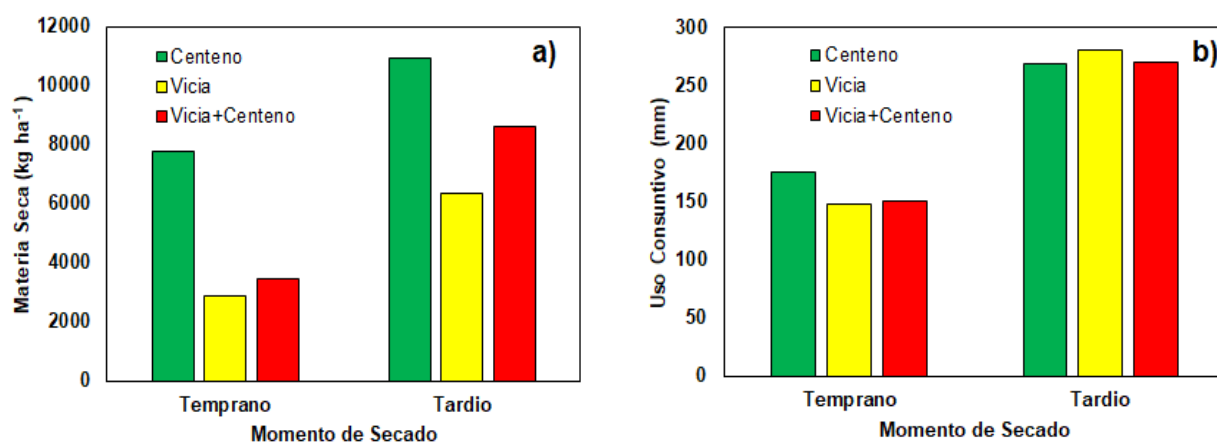 a)
Centeno
Vicia
Vicia+Centeno
Materia Seca (kg ha⁻¹ )
12000
10000
8000
6000
4000
2000
0
Temprano
Tardio
Momento de Secado
b)
Centeno
Vicia
Vicia+Centeno
Uso Consuntivo (mm)
300
250
200
150
100
50
0
Temprano
Tardio
Momento de Secado